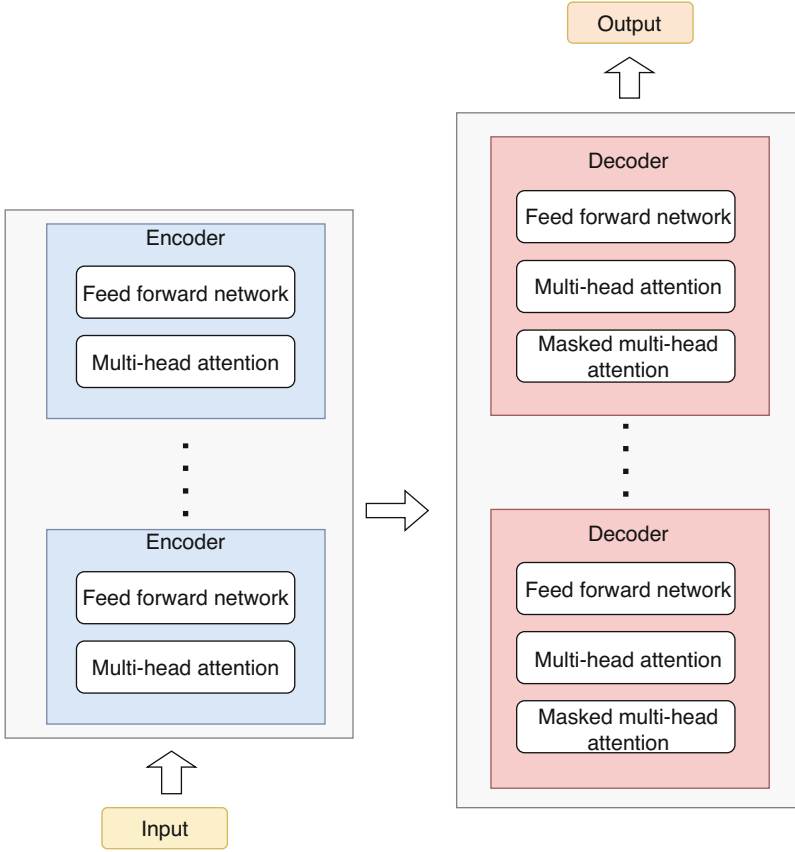 Output
Decoder
Feed forward network
Multi-head attention
Masked multi-head
attention
Decoder
Feed forward network
Multi-head attention
Masked multi-head
attention
Encoder
Feed forward network
Multi-head attention
Encoder
Feed forward network
Multi-head attention
Input